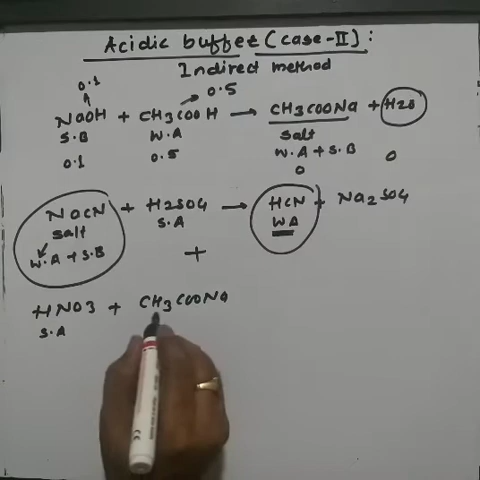 Acidic buffer (case-II) :
Indirect method
0.1
0.5
NaOH + CH3COOH → CH3COONa + H2O
S.B W.A Salt
W.A + S.B
0.1 0.5 0 0
NaCN + H2SO4 → HCN + Na2SO4
Salt S.A WA
W.A + S.B
+
HNO3 + CH3COONa
S.A